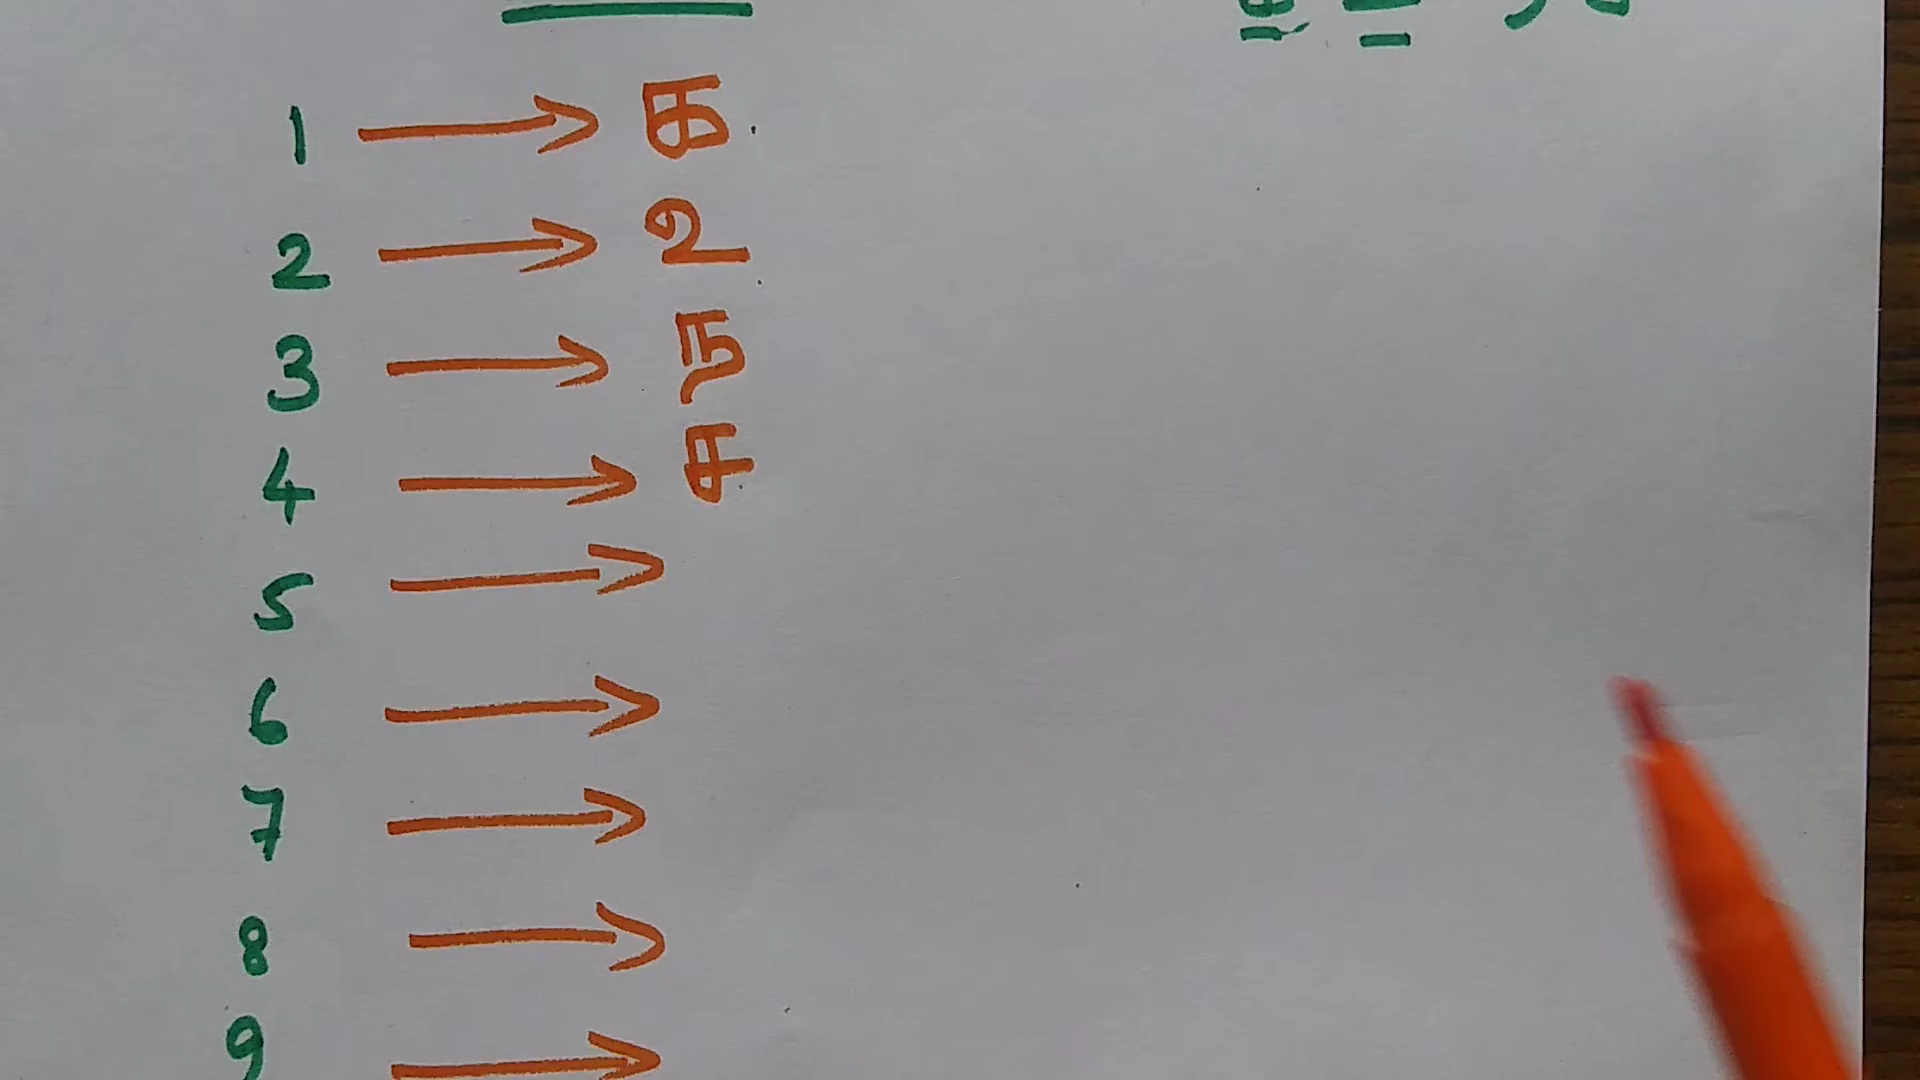 1 → க
2 → உ
3 → ந
4 → ச
5 →
6 →
7 →
8 →
9 →